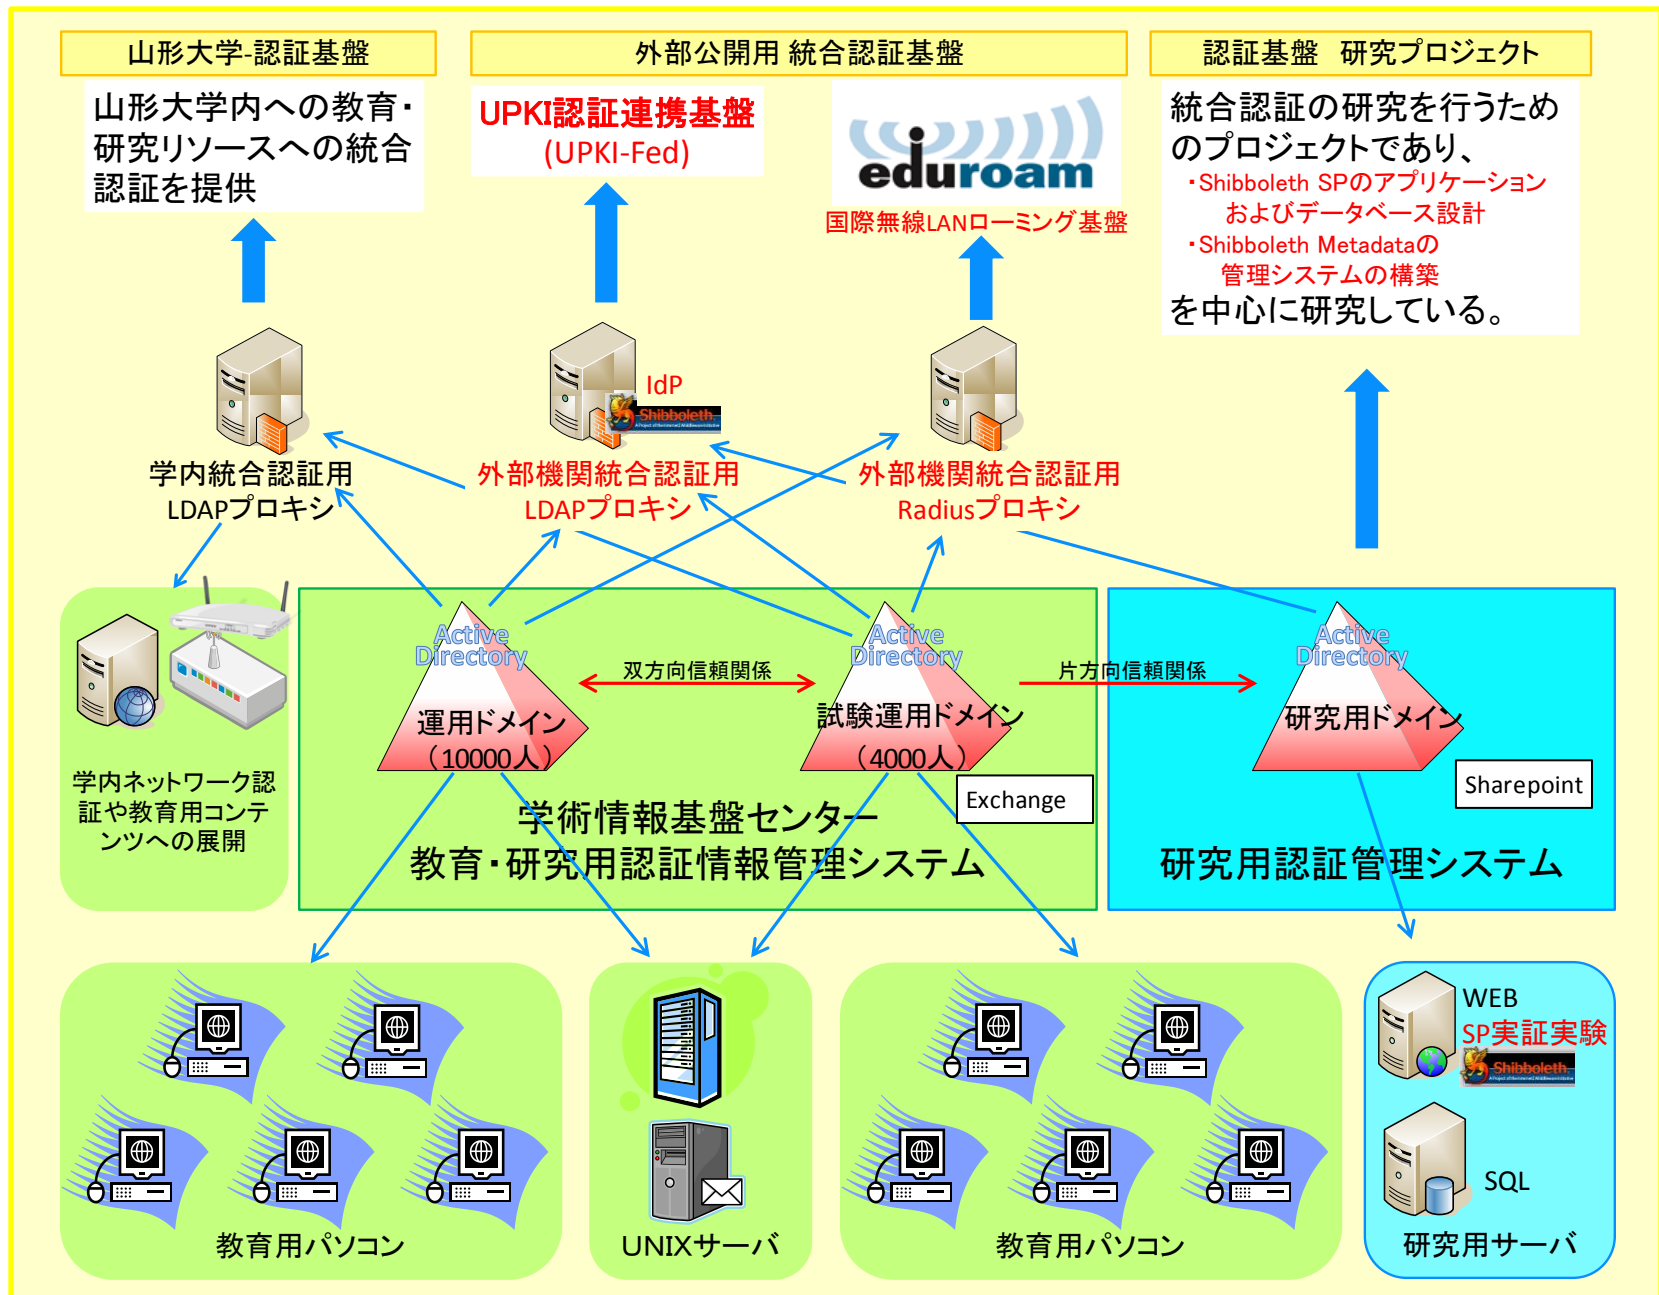 山形大学-認証基盤
外部公開用 統合認証基盤
認証基盤 研究プロジェクト
山形大学内への教育・
研究リソースへの統合
認証を提供
UPKI認証連携基盤
(UPKI-Fed)
eduroam
国際無線LANローミング基盤
統合認証の研究を行うため
のプロジェクトであり、
・Shibboleth SPのアプリケーション
およびデータベース設計
・Shibboleth Metadataの
管理システムの構築
を中心に研究している。
IdP
Shibboleth.
学内統合認証用
LDAPプロキシ
外部機関統合認証用
LDAPプロキシ
外部機関統合認証用
Radiusプロキシ
Active
Directory
運用ドメイン
(10000人)
双方向信頼関係
Active
Directory
試験運用ドメイン
(4000人)
片方向信頼関係
Active
Directory
研究用ドメイン
Exchange
Sharepoint
学内ネットワーク認
証や教育用コンテ
ンツへの展開
学術情報基盤センター
教育・研究用認証情報管理システム
研究用認証管理システム
教育用パソコン
UNIXサーバ
教育用パソコン
WEB
SP実証実験
Shibboleth.
SQL
研究用サーバ